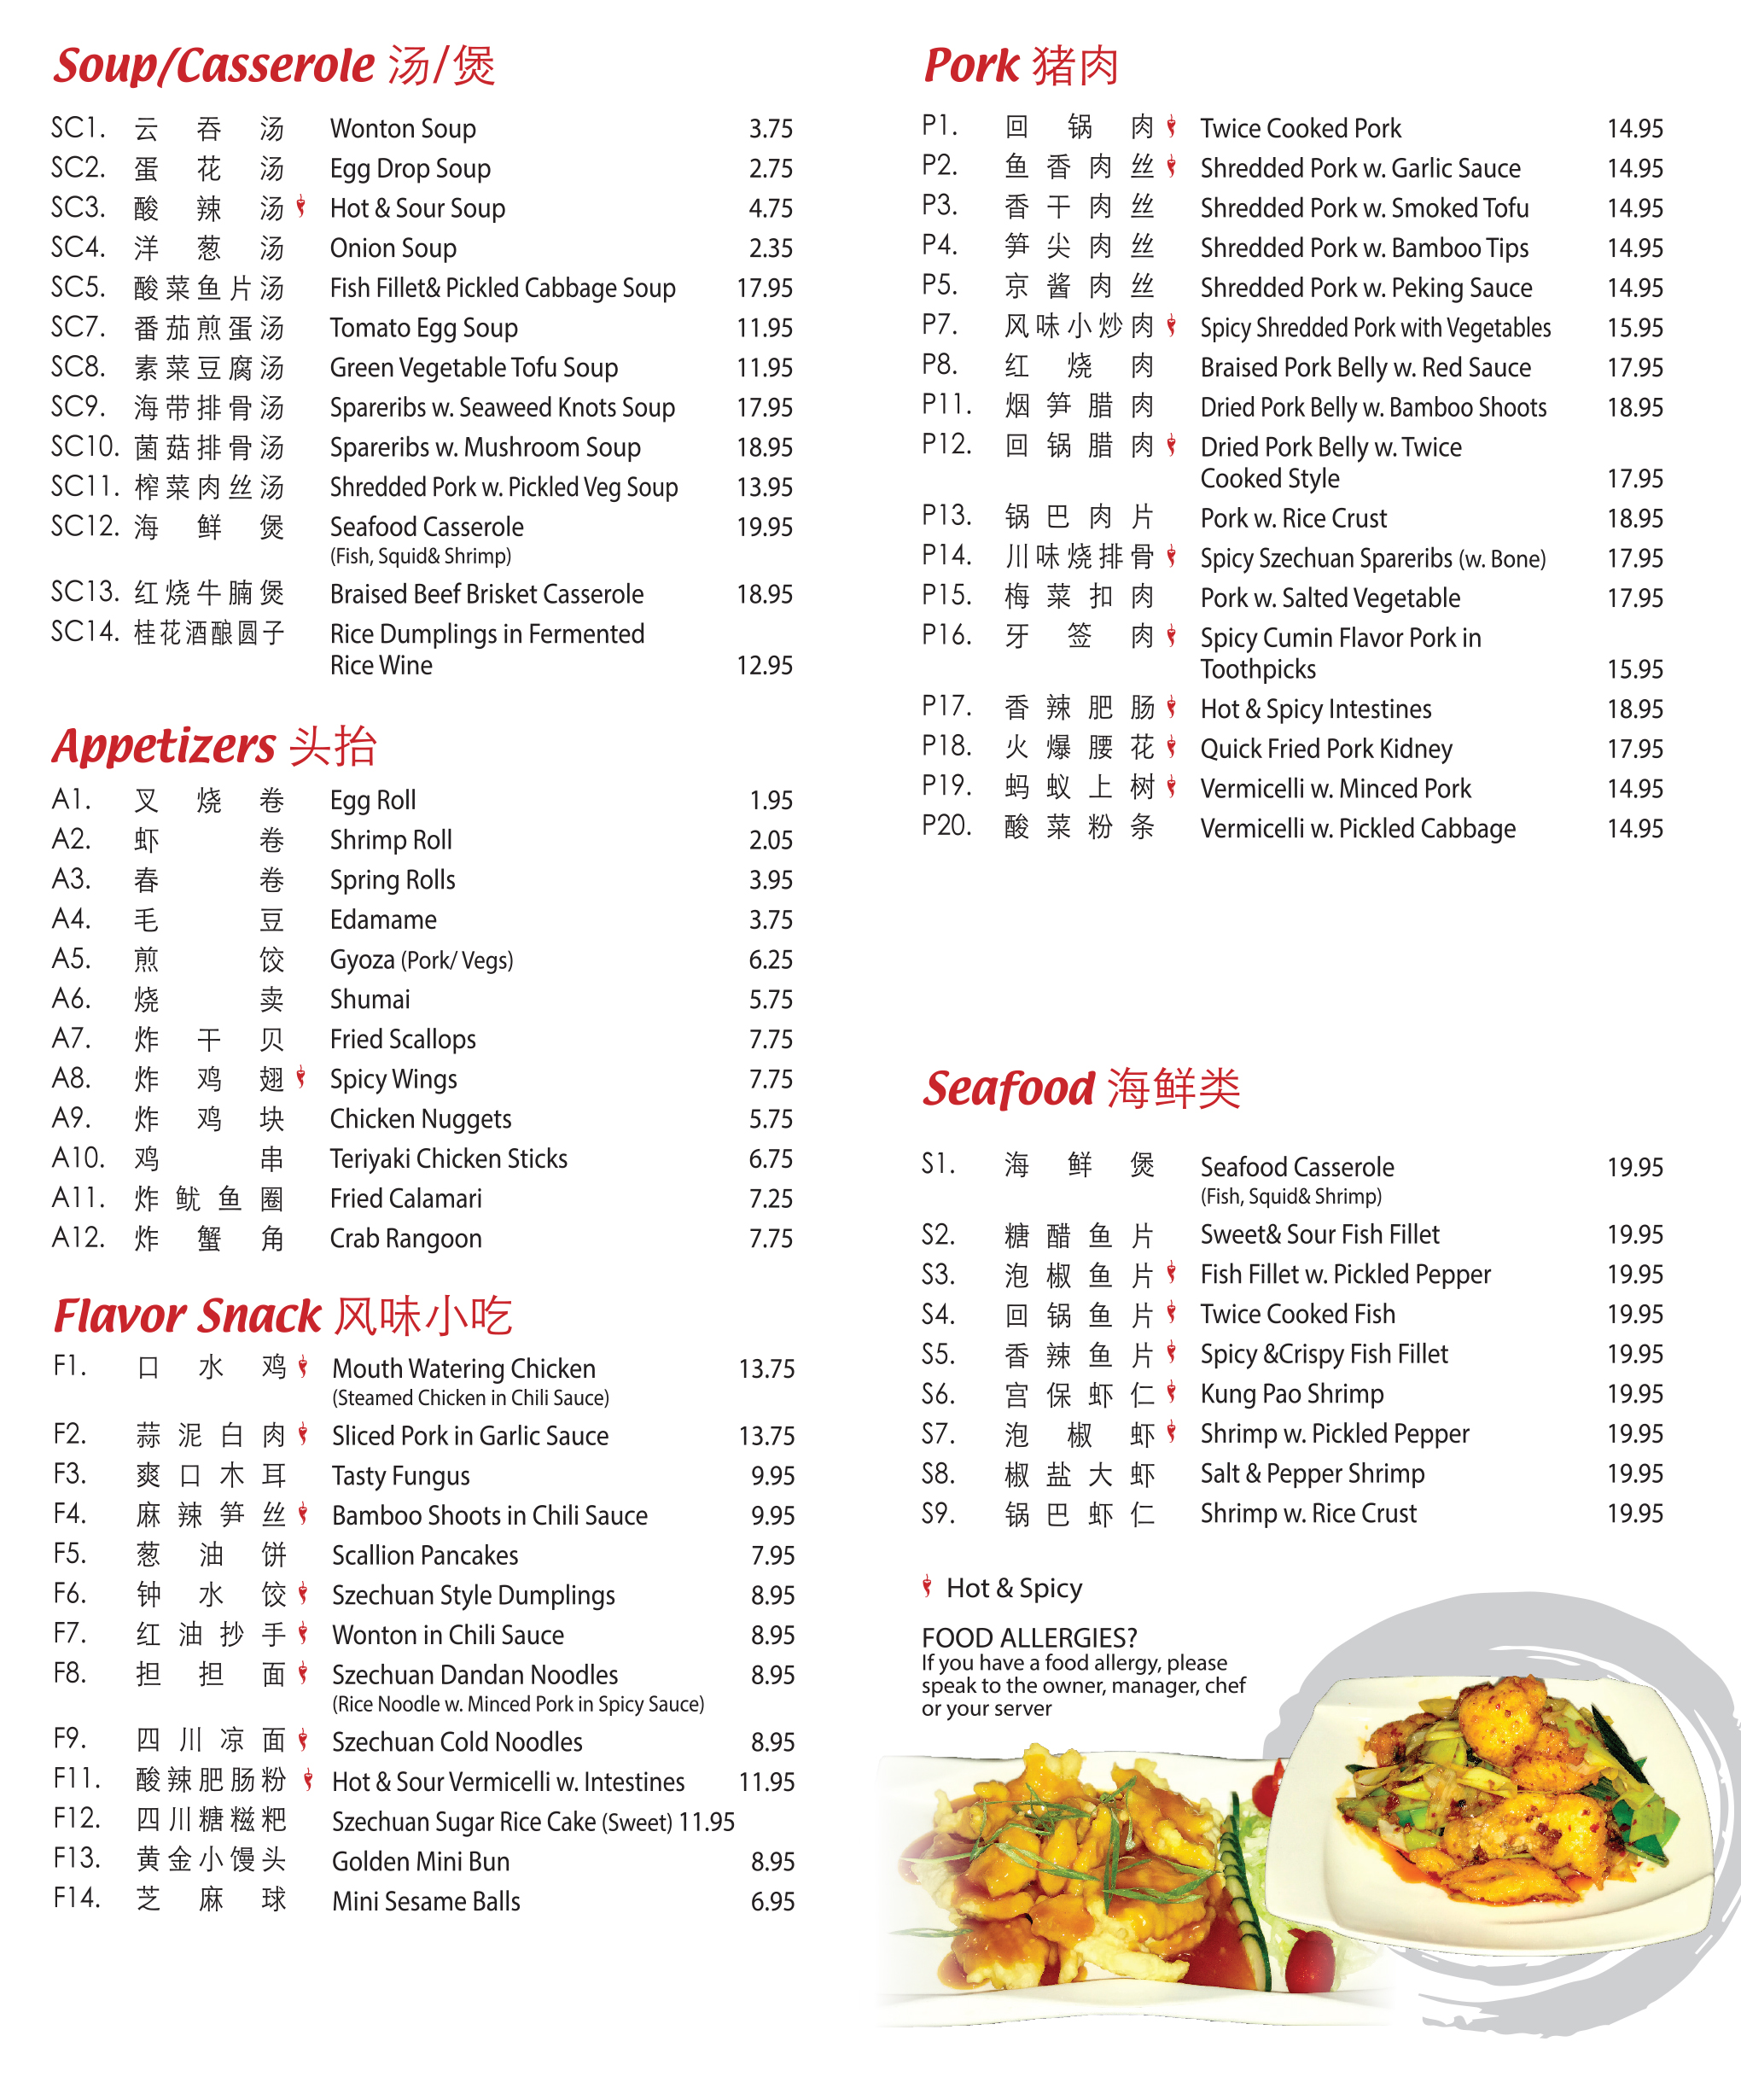 Soup/Casserole 汤/煲
SC1. 云吞汤 Wonton Soup 3.75
SC2. 蛋花汤 Egg Drop Soup 2.75
SC3. 酸辣汤 Hot & Sour Soup 4.75
SC4. 洋葱汤 Onion Soup 2.35
SC5. 酸菜鱼片汤 Fish Fillet& Pickled Cabbage Soup 17.95
SC7. 番茄煎蛋汤 Tomato Egg Soup 11.95
SC8. 素菜豆腐汤 Green Vegetable Tofu Soup 11.95
SC9. 海带排骨汤 Spareribs w. Seaweed Knots Soup 17.95
SC10. 菌菇排骨汤 Spareribs w. Mushroom Soup 18.95
SC11. 榨菜肉丝汤 Shredded Pork w. Pickled Veg Soup 13.95
SC12. 海鲜煲 Seafood Casserole 19.95
(Fish, Squid& Shrimp)
SC13. 红烧牛腩煲 Braised Beef Brisket Casserole 18.95
SC14. 桂花酒酿圆子 Rice Dumplings in Fermented
Rice Wine 12.95
Appetizers 头抬
A1. 叉烧卷 Egg Roll 1.95
A2. 虾卷 Shrimp Roll 2.05
A3. 春卷 Spring Rolls 3.95
A4. 毛豆 Edamame 3.75
A5. 煎饺 Gyoza (Pork/ Vegs) 6.25
A6. 烧卖 Shumai 5.75
A7. 炸干贝 Fried Scallops 7.75
A8. 炸鸡翅 Spicy Wings 7.75
A9. 炸鸡块 Chicken Nuggets 5.75
A10. 鸡串 Teriyaki Chicken Sticks 6.75
A11. 炸鱿鱼圈 Fried Calamari 7.25
A12. 炸蟹角 Crab Rangoon 7.75
Flavor Snack 风味小吃
F1. 口水鸡 Mouth Watering Chicken 13.75
(Steamed Chicken in Chili Sauce)
F2. 蒜泥白肉 Sliced Pork in Garlic Sauce 13.75
F3. 爽口木耳 Tasty Fungus 9.95
F4. 麻辣笋丝 Bamboo Shoots in Chili Sauce 9.95
F5. 葱油饼 Scallion Pancakes 7.95
F6. 钟水饺 Szechuan Style Dumplings 8.95
F7. 红油抄手 Wonton in Chili Sauce 8.95
F8. 担担面 Szechuan Dandan Noodles 8.95
(Rice Noodle w. Minced Pork in Spicy Sauce)
F9. 四川凉面 Szechuan Cold Noodles 8.95
F11. 酸辣肥肠粉 Hot & Sour Vermicelli w. Intestines 11.95
F12. 四川糖糍粑 Szechuan Sugar Rice Cake (Sweet) 11.95
F13. 黄金小馒头 Golden Mini Bun 8.95
F14. 芝麻球 Mini Sesame Balls 6.95
Pork 猪肉
P1. 回锅肉 Twice Cooked Pork 14.95
P2. 鱼香肉丝 Shredded Pork w. Garlic Sauce 14.95
P3. 香干肉丝 Shredded Pork w. Smoked Tofu 14.95
P4. 笋尖肉丝 Shredded Pork w. Bamboo Tips 14.95
P5. 京酱肉丝 Shredded Pork w. Peking Sauce 14.95
P7. 风味小炒肉 Spicy Shredded Pork with Vegetables 15.95
P8. 红烧肉 Braised Pork Belly w. Red Sauce 17.95
P11. 烟笋腊肉 Dried Pork Belly w. Bamboo Shoots 18.95
P12. 回锅腊肉 Dried Pork Belly w. Twice
Cooked Style 17.95
P13. 锅巴肉片 Pork w. Rice Crust 18.95
P14. 川味烧排骨 Spicy Szechuan Spareribs (w. Bone) 17.95
P15. 梅菜扣肉 Pork w. Salted Vegetable 17.95
P16. 牙签肉 Spicy Cumin Flavor Pork in
Toothpicks 15.95
P17. 香辣肥肠 Hot & Spicy Intestines 18.95
P18. 火爆腰花 Quick Fried Pork Kidney 17.95
P19. 蚂蚁上树 Vermicelli w. Minced Pork 14.95
P20. 酸菜粉条 Vermicelli w. Pickled Cabbage 14.95
Seafood 海鲜类
S1. 海鲜煲 Seafood Casserole 19.95
(Fish, Squid& Shrimp)
S2. 糖醋鱼片 Sweet& Sour Fish Fillet 19.95
S3. 泡椒鱼片 Fish Fillet w. Pickled Pepper 19.95
S4. 回锅鱼片 Twice Cooked Fish 19.95
S5. 香辣鱼片 Spicy &Crispy Fish Fillet 19.95
S6. 宫保虾仁 Kung Pao Shrimp 19.95
S7. 泡椒虾 Shrimp w. Pickled Pepper 19.95
S8. 椒盐大虾 Salt & Pepper Shrimp 19.95
S9. 锅巴虾仁 Shrimp w. Rice Crust 19.95
Hot & Spicy
FOOD ALLERGIES?
If you have a food allergy, please
speak to the owner, manager, chef
or your server